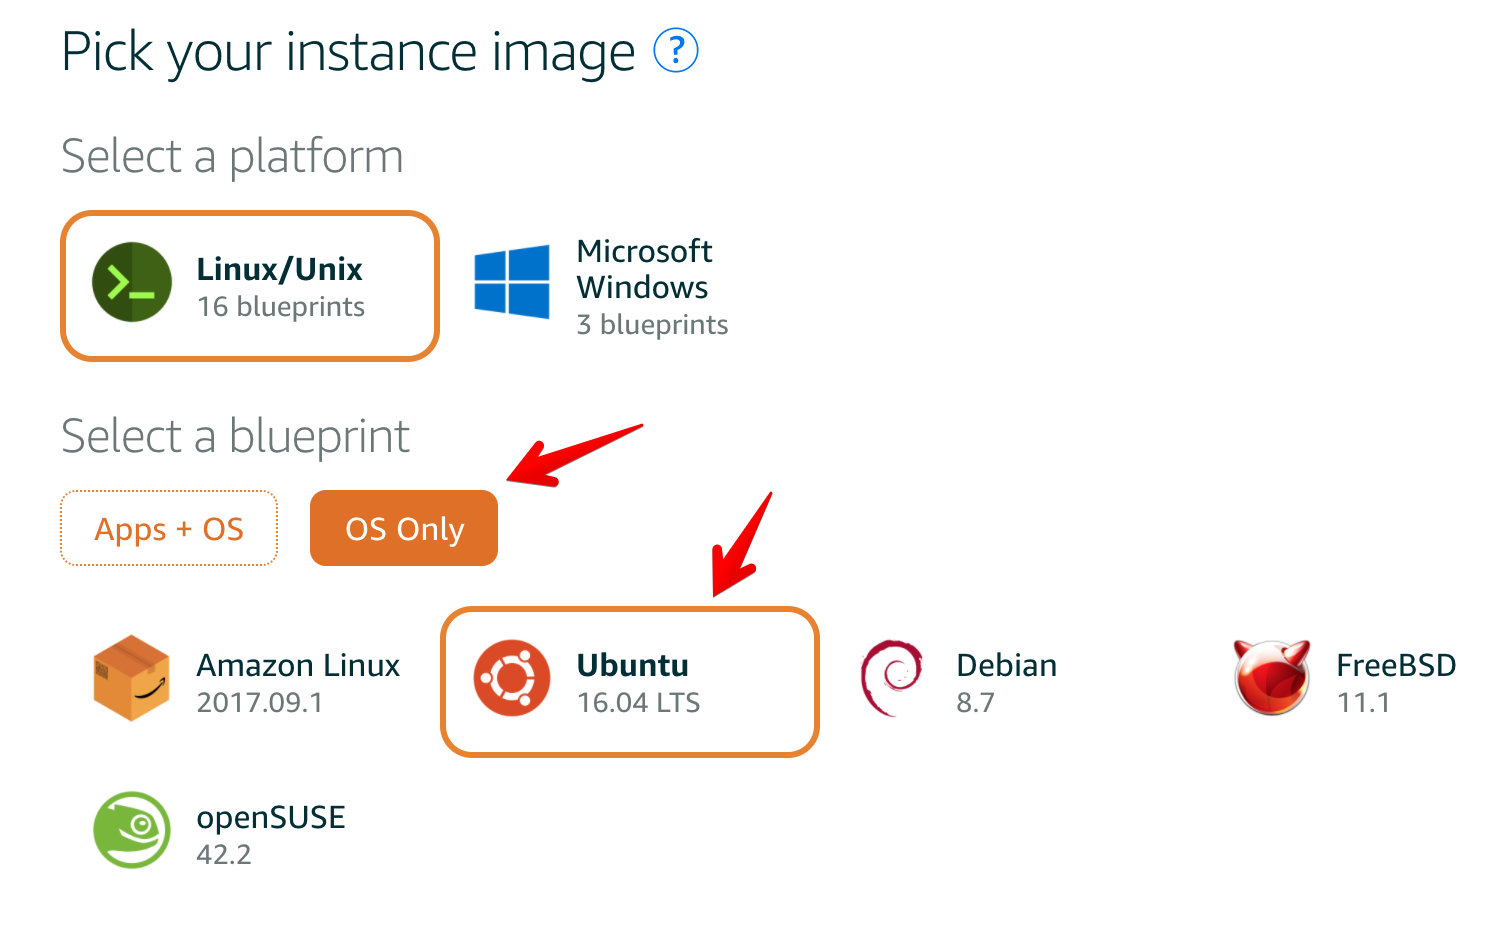 Pick your instance image ?
Select a platform
Linux/Unix
16 blueprints
Microsoft
Windows
3 blueprints
Select a blueprint
Apps + OS
OS Only
Amazon Linux
2017.09.1
Ubuntu
16.04 LTS
Debian
8.7
FreeBSD
11.1
openSUSE
42.2